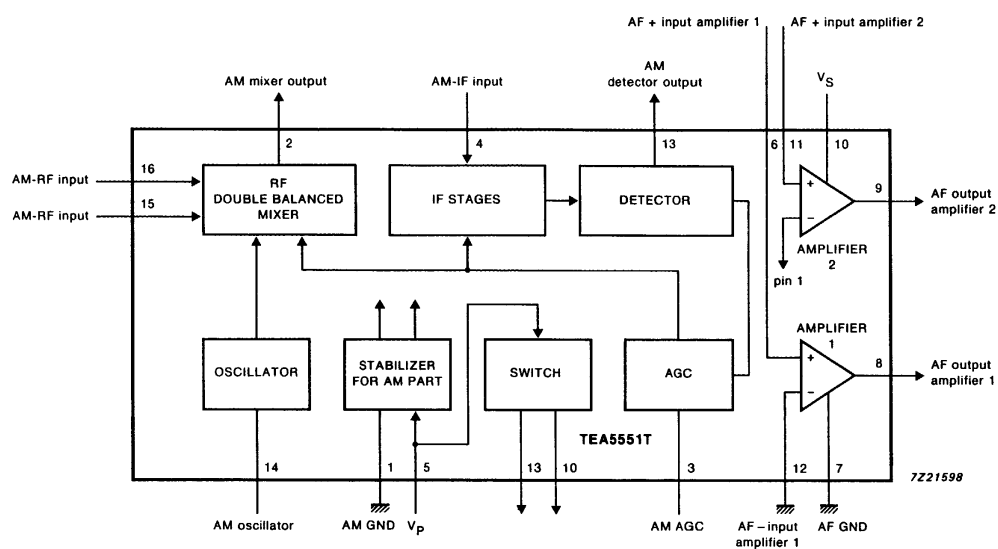 AF + input amplifier 1
AF + input amplifier 2
AM mixer output
AM-IF input
AM
detector output
VS
2
4
13
6
11
10
AM-RF input
16
AM-RF input
15
RF
DOUBLE BALANCED
MIXER
IF STAGES
DETECTOR
+
−
9
AF output
amplifier 2
AMPLIFIER
2
pin 1
OSCILLATOR
STABILIZER
FOR AM PART
SWITCH
AGC
AMPLIFIER
1
+
−
8
AF output
amplifier 1
TEA5551T
14
1
5
13
10
3
12
7
7Z21598
AM oscillator
AM GND
VP
AM AGC
AF – input
amplifier 1
AF GND